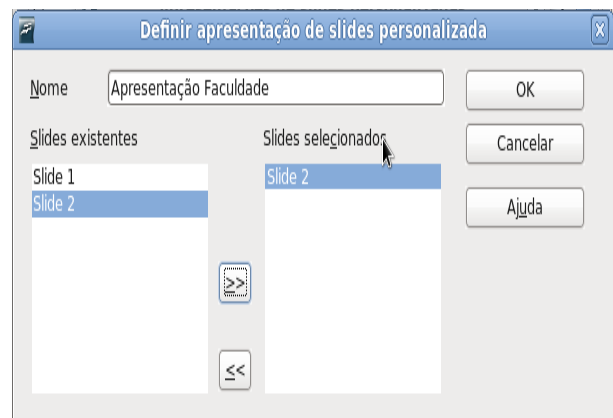 Definir apresentação de slides personalizada
Nome
Apresentação Faculdade
OK
Slides existentes
Slides selecionados
Cancelar
Slide 1
Slide 2
Slide 2
Ajuda
>>
<<